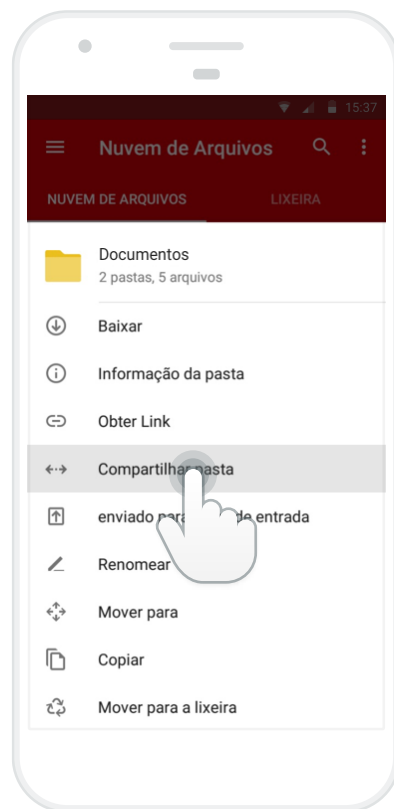 15:37
Nuvem de Arquivos
NUVEM DE ARQUIVOS LIXEIRA
Documentos
2 pastas, 5 arquivos
Baixar
Informação da pasta
Obter Link
Compartilhar pasta
enviado para de entrada
Renomear
Mover para
Copiar
Mover para a lixeira